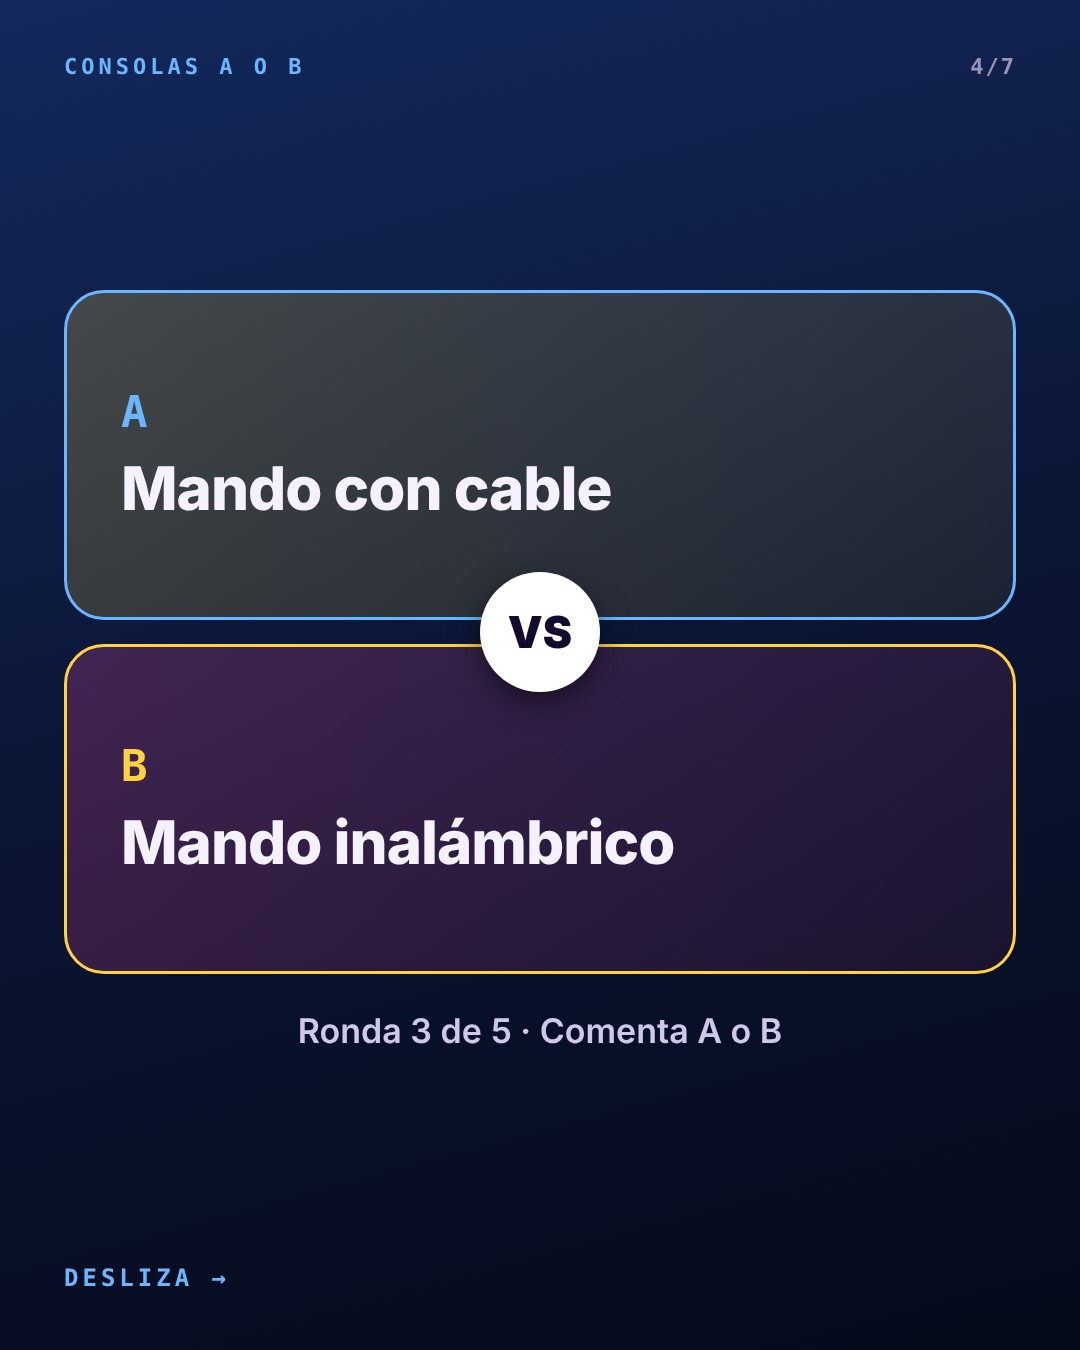 CONSOLAS A O B
4/7
A
Mando con cable
VS
B
Mando inalámbrico
Ronda 3 de 5 · Comenta A o B
DESLIZA →